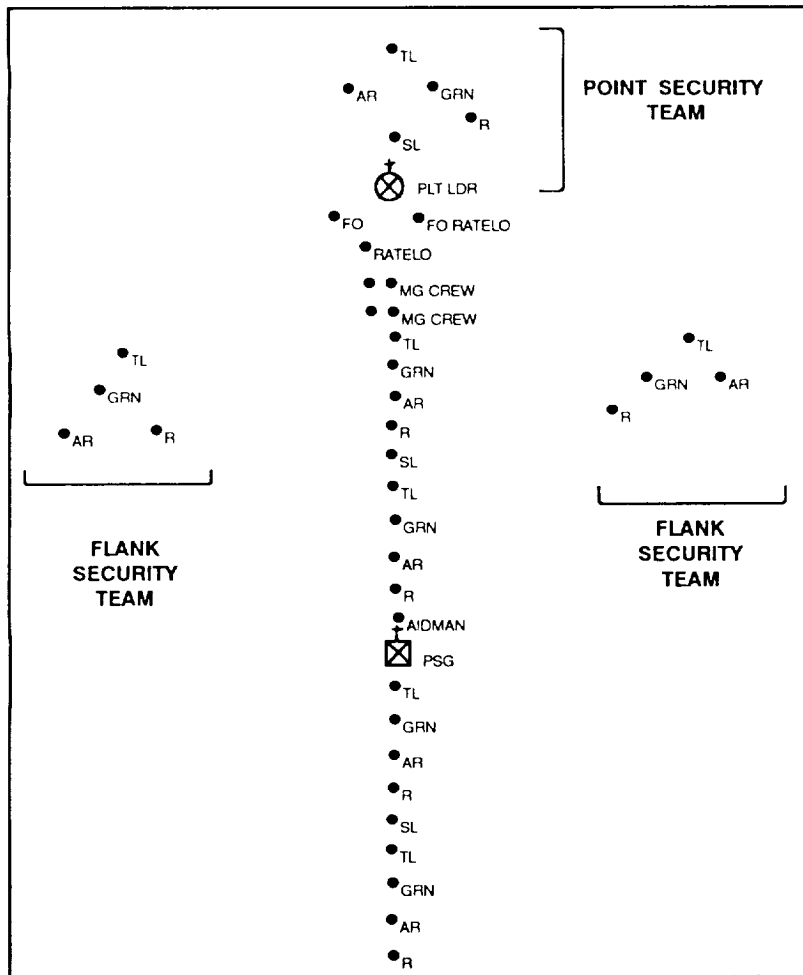 TL
AR
GRN
R
SL
POINT SECURITY
TEAM
PLT LDR
FO
FO RATELO
RATELO
MG CREW
MG CREW
TL
GRN
AR
R
SL
TL
GRN
AR
R
AIDMAN
PSG
TL
GRN
AR
R
SL
TL
GRN
AR
R
TL
GRN
AR
R
FLANK
SECURITY
TEAM
TL
GRN
AR
R
FLANK
SECURITY
TEAM